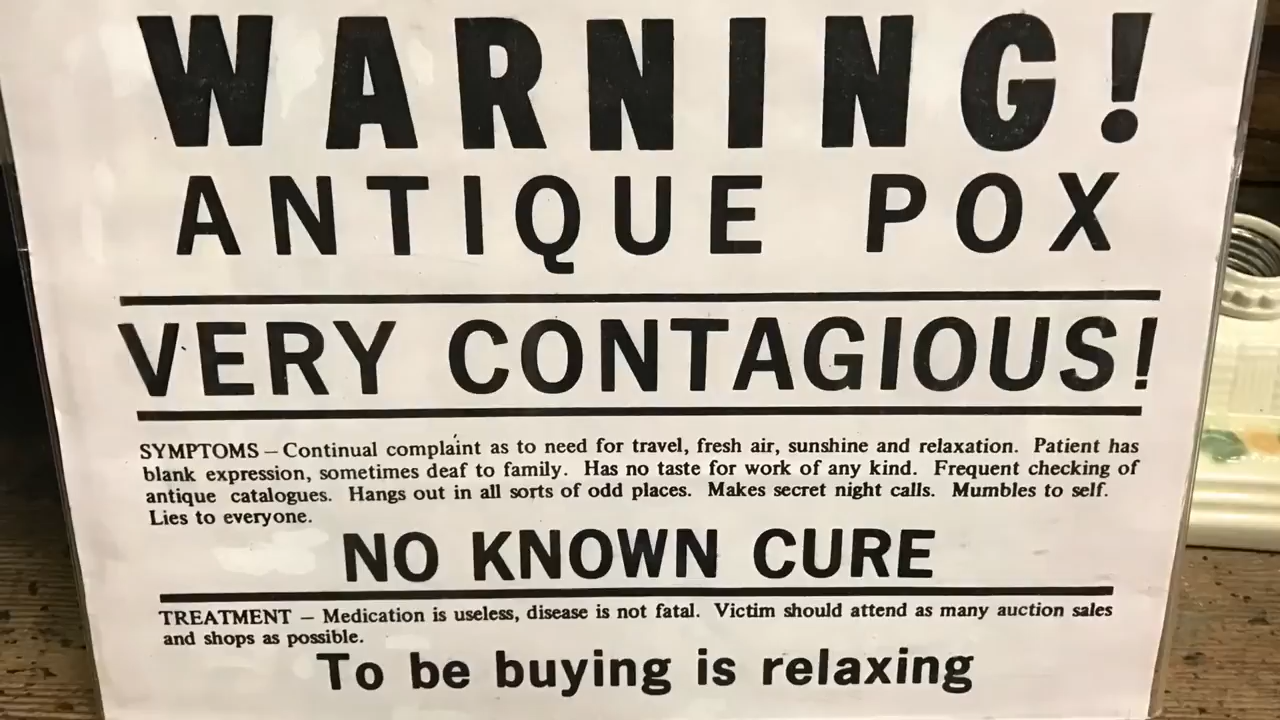 WARNING!
ANTIQUE POX
VERY CONTAGIOUS!
SYMPTOMS – Continual complaint as to need for travel, fresh air, sunshine and relaxation. Patient has
blank expression, sometimes deaf to family. Has no taste for work of any kind. Frequent checking of
antique catalogues. Hangs out in all sorts of odd places. Makes secret night calls. Mumbles to self.
Lies to everyone.
NO KNOWN CURE
TREATMENT – Medication is useless, disease is not fatal. Victim should attend as many auction sales
and shops as possible.
To be buying is relaxing